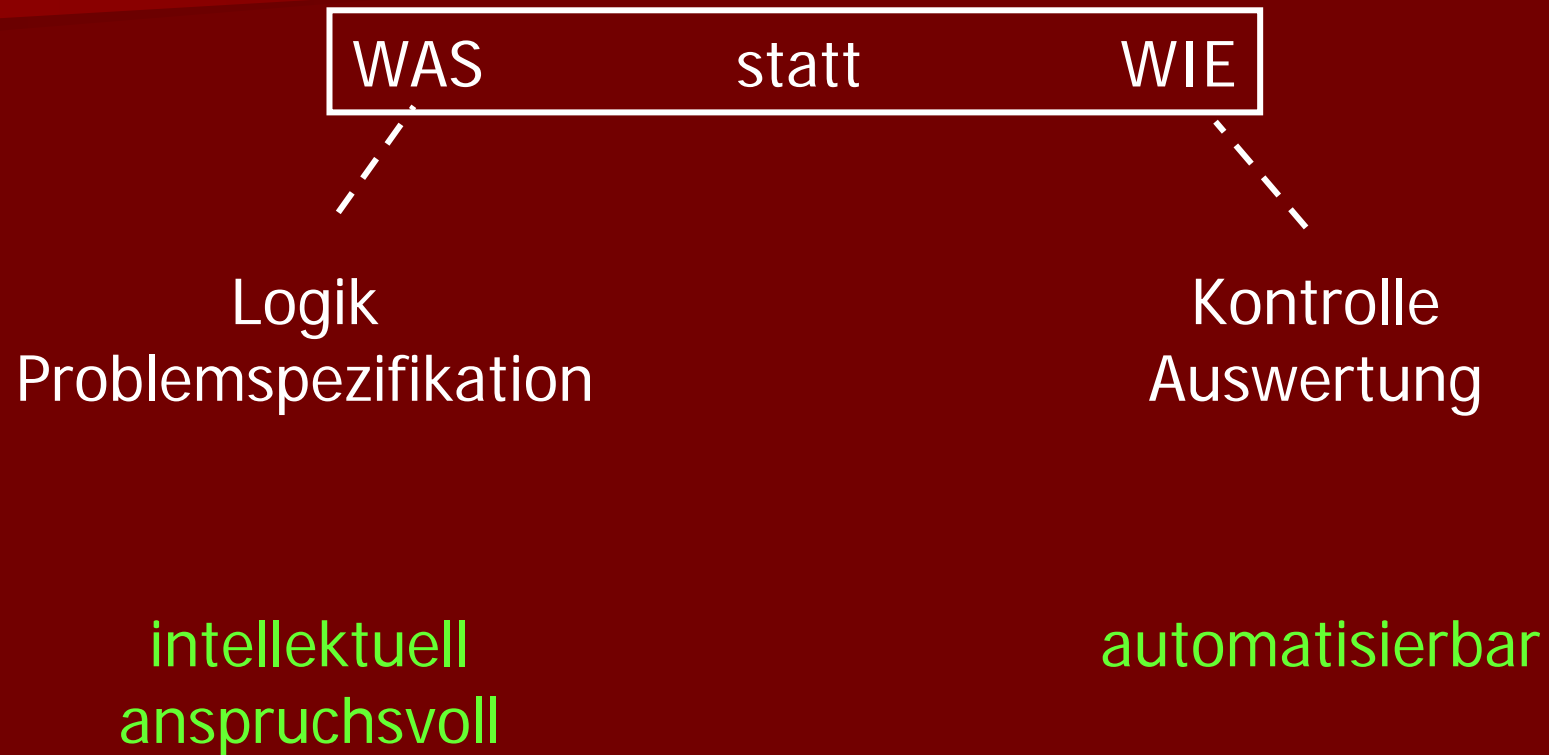 WAS statt WIE
Logik
Problemspezifikation
Kontrolle
Auswertung
intellektuell
anspruchsvoll
automatisierbar